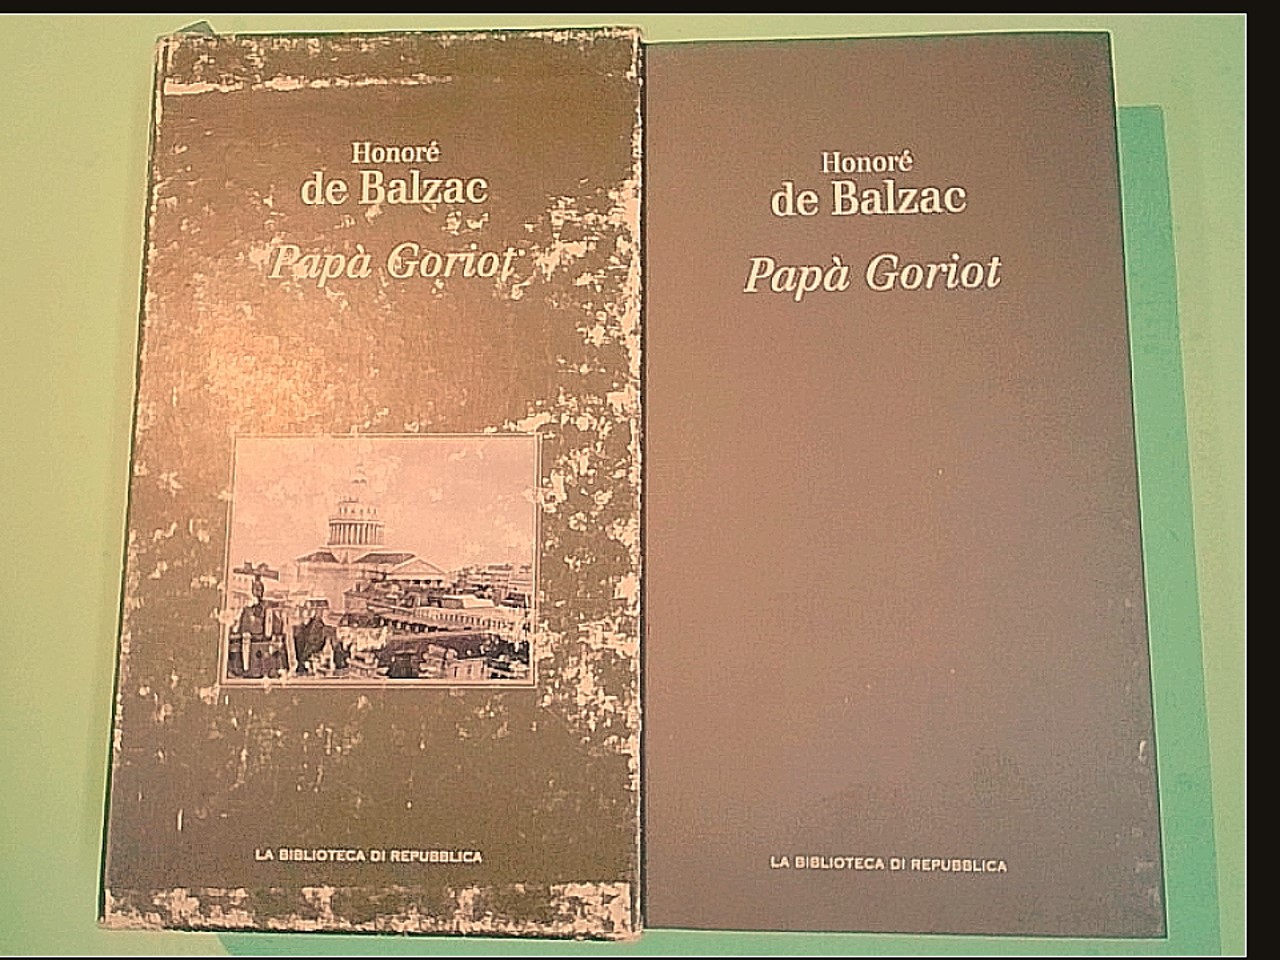 Honoré
de Balzac
Papà Goriot
LA BIBLIOTECA DI REPUBBLICA
Honoré
de Balzac
Papà Goriot
LA BIBLIOTECA DI REPUBBLICA